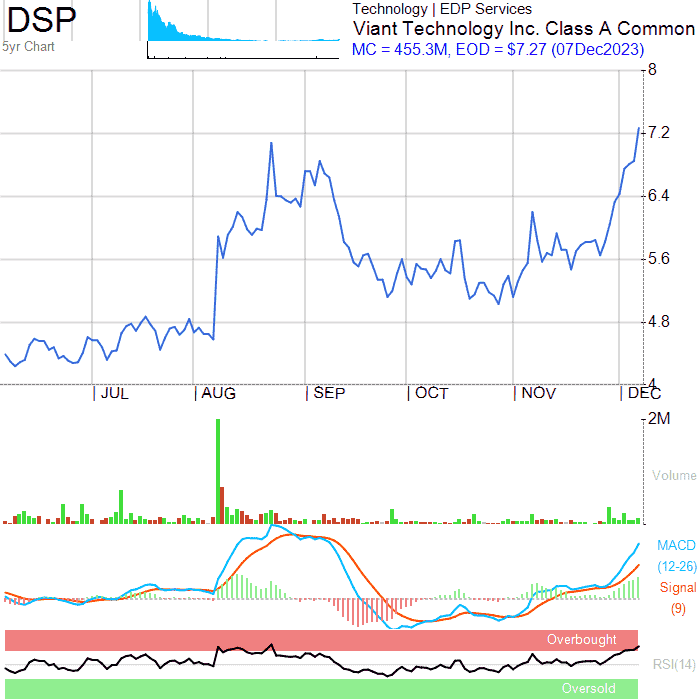 DSP
5yr Chart
Technology | EDP Services
Viant Technology Inc. Class A Common
MC = 455.3M, EOD = $7.27 (07Dec2023)
8
7.2
6.4
5.6
4.8
4
JUL AUG SEP OCT NOV DEC
2M
Volume
MACD
(12-26)
Signal
(9)
Overbought
RSI(14)
Oversold